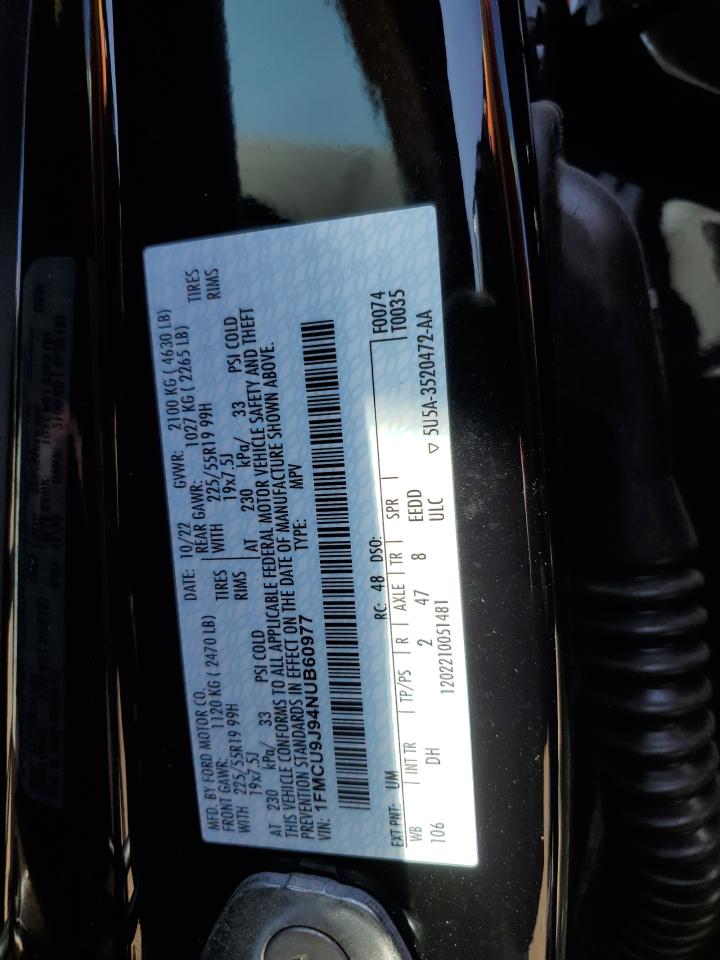 MFD. BY FORD MOTOR CO. DATE: 10/22 GVWR: 2100 KG ( 4630 LB)
FRONT GAWR: 1120 KG ( 2470 LB) REAR GAWR: 1027 KG ( 2265 LB)
WITH 225/55R19 99H TIRES WITH 225/55R19 99H TIRES
19x7.5J RIMS 19x7.5J RIMS
AT 230 kPa/ 33 PSI COLD AT 230 kPa/ 33 PSI COLD
THIS VEHICLE CONFORMS TO ALL APPLICABLE FEDERAL MOTOR VEHICLE SAFETY AND THEFT
PREVENTION STANDARDS IN EFFECT ON THE DATE OF MANUFACTURE SHOWN ABOVE.
VIN: 1FMCU9J94NUB60977 TYPE: MPV
F0074
EXT PNT: UM RC: 48 DSO: T0035
WB INT TR TP/PS R AXLE TR SPR
106 DH 2 47 8 EEDD
1202210051481 ULC ▽ 5U5A-3520472-AA